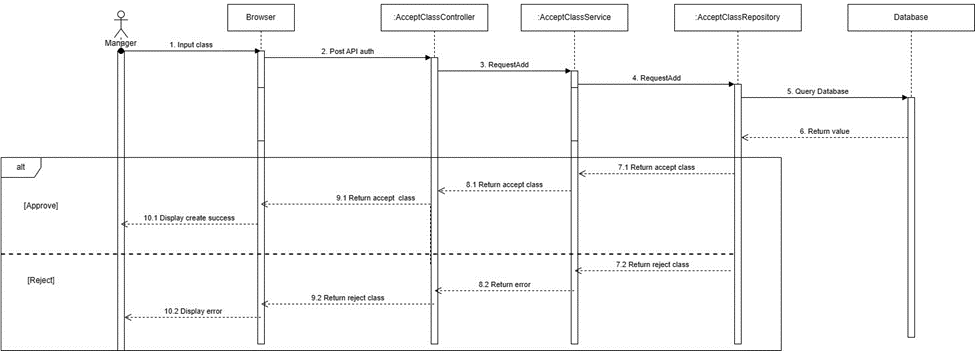 Browser
:AcceptClassController
:AcceptClassService
:AcceptClassRepository
Database
Manager
1. Input class
2. Post API auth
3. RequestAdd
4. RequestAdd
5. Query Database
6. Return value
alt
7.1 Return accept class
8.1 Return accept class
9.1 Return accept class
[Approve]
10.1 Display create success
7.2 Return reject class
[Reject]
8.2 Return error
9.2 Return reject class
10.2 Display error